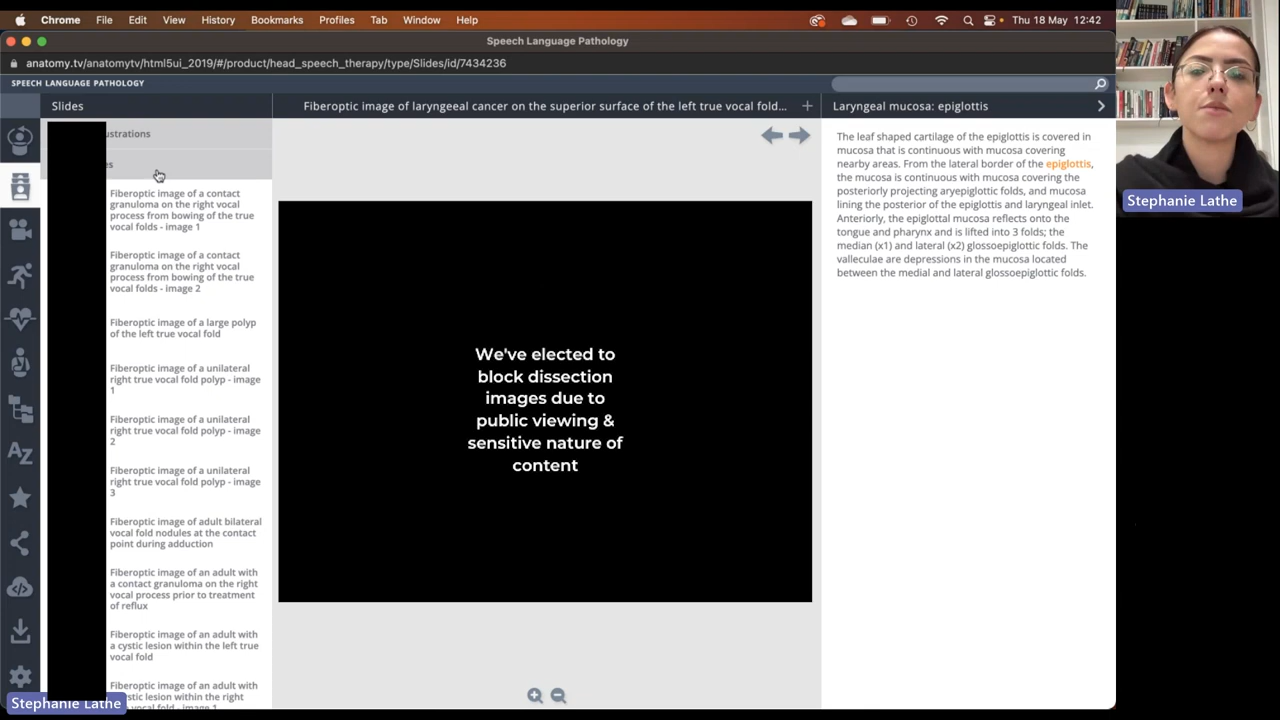 Chrome File Edit View History Bookmarks Profiles Tab Window Help Thu 18 May 12:42
Speech Language Pathology
anatomy.tv/anatomytv/html5ui_2019/#/product/head_speech_therapy/type/Slides/id/7434236
SPEECH LANGUAGE PATHOLOGY
Slides
ustrations
es
Fiberoptic image of a contact
granuloma on the right vocal
process from bowing of the true
vocal folds - image 1
Fiberoptic image of a contact
granuloma on the right vocal
process from bowing of the true
vocal folds - image 2
Fiberoptic image of a large polyp
of the left true vocal fold
Fiberoptic image of a unilateral
right true vocal fold polyp - image
1
Fiberoptic image of a unilateral
right true vocal fold polyp - image
2
Fiberoptic image of a unilateral
right true vocal fold polyp - image
3
Fiberoptic image of adult bilateral
vocal fold nodules at the contact
point during adduction
Fiberoptic image of an adult with
a contact granuloma on the right
vocal process prior to treatment
of reflux
Fiberoptic image of an adult with
a cystic lesion within the left true
vocal fold
Fiberoptic image of an adult with
stic lesion within the right
vocal fold - image 1
Stephanie Lathe
Fiberoptic image of laryngeeal cancer on the superior surface of the left true vocal fold...
We've elected to
block dissection
images due to
public viewing &
sensitive nature of
content
Laryngeal mucosa: epiglottis
The leaf shaped cartilage of the epiglottis is covered in
mucosa that is continuous with mucosa covering
nearby areas. From the lateral border of the epiglottis,
the mucosa is continuous with mucosa covering the
posteriorly projecting aryepiglottic folds, and mucosa
lining the posterior of the epiglottis and laryngeal inlet.
Anteriorly, the epiglottal mucosa reflects onto the
tongue and pharynx and is lifted into 3 folds; the
median (x1) and lateral (x2) glossoepiglottic folds. The
valleculae are depressions in the mucosa located
between the medial and lateral glossoepiglottic folds.
Stephanie Lathe
AZ